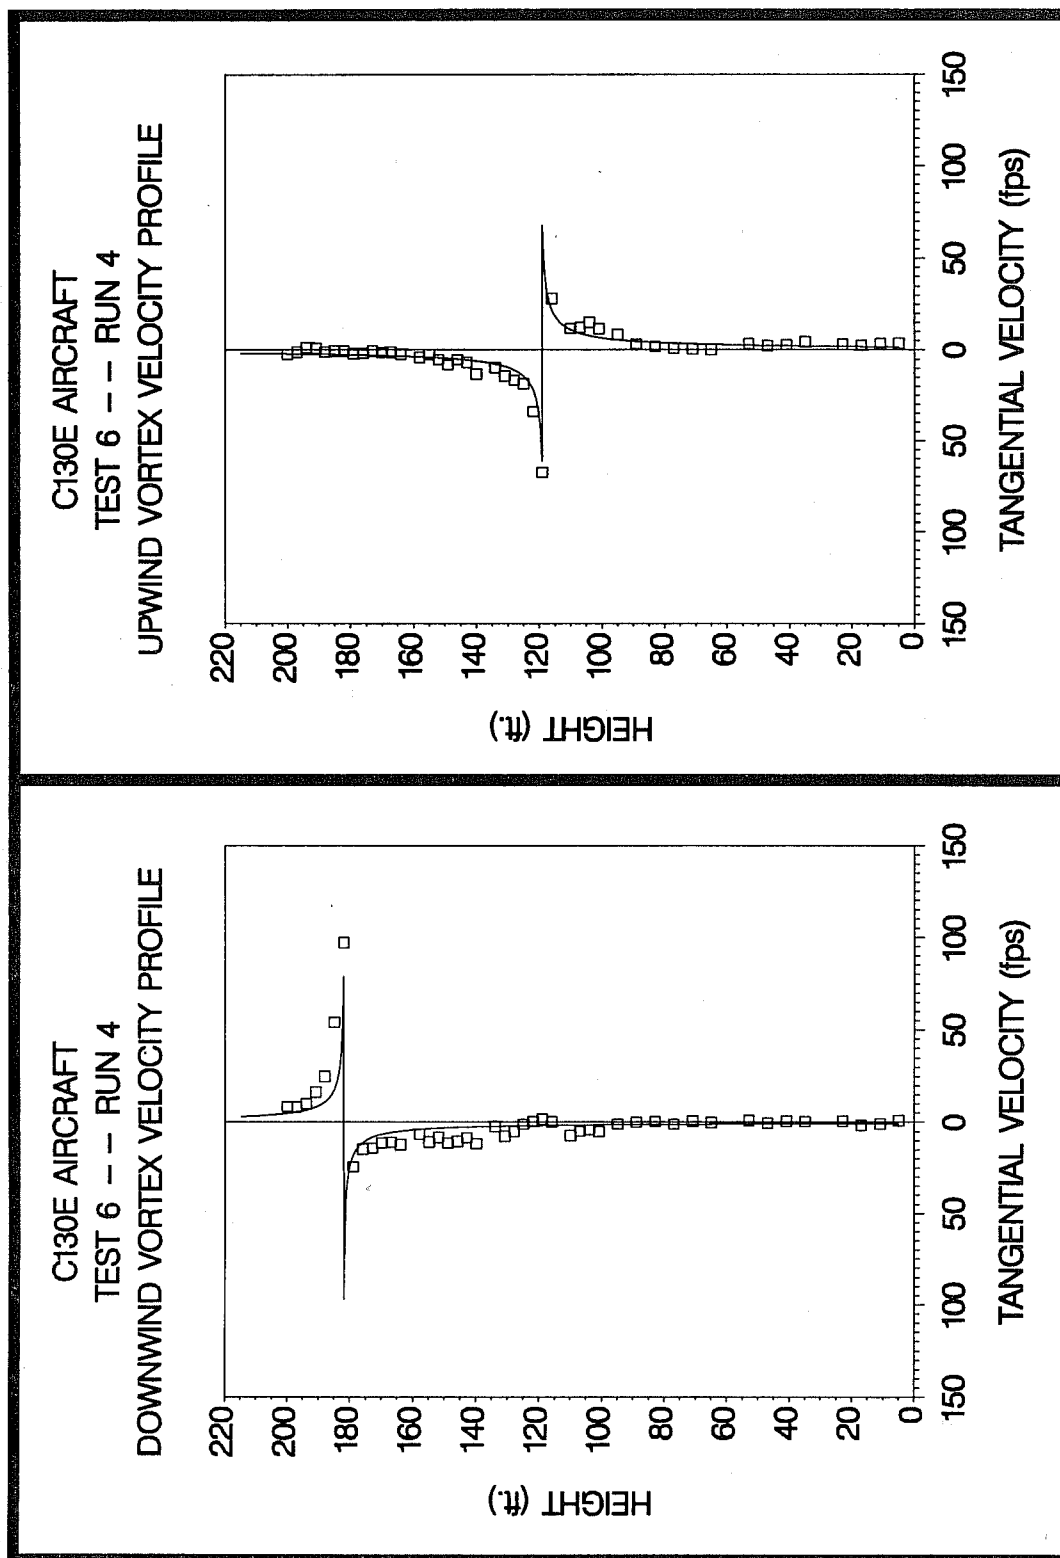 C130E AIRCRAFT
TEST 6 -- RUN 4
DOWNWIND VORTEX VELOCITY PROFILE
HEIGHT (ft.)
220
200
180
160
140
120
100
80
60
40
20
0
150 100 50 0 50 100 150
TANGENTIAL VELOCITY (fps)
C130E AIRCRAFT
TEST 6 -- RUN 4
UPWIND VORTEX VELOCITY PROFILE
HEIGHT (ft.)
220
200
180
160
140
120
100
80
60
40
20
0
150 100 50 0 50 100 150
TANGENTIAL VELOCITY (fps)